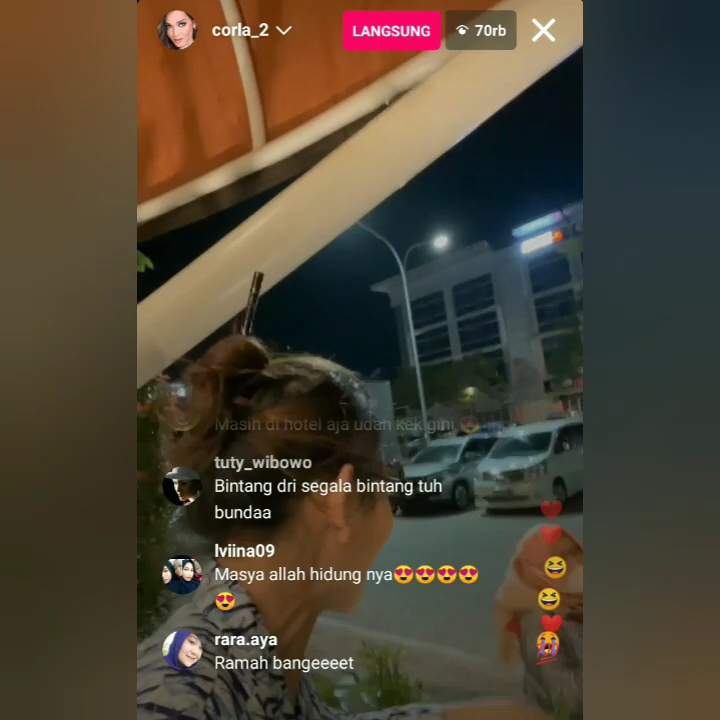 corla_2
LANGSUNG
70rb
Masih di hotel aja udah kek gini 😍
tuty_wibowo
Bintang dri segala bintang tuh
bundaa
lviina09
Masya allah hidung nya😍😍😍😍
😍
rara.aya
Ramah bangeeeet